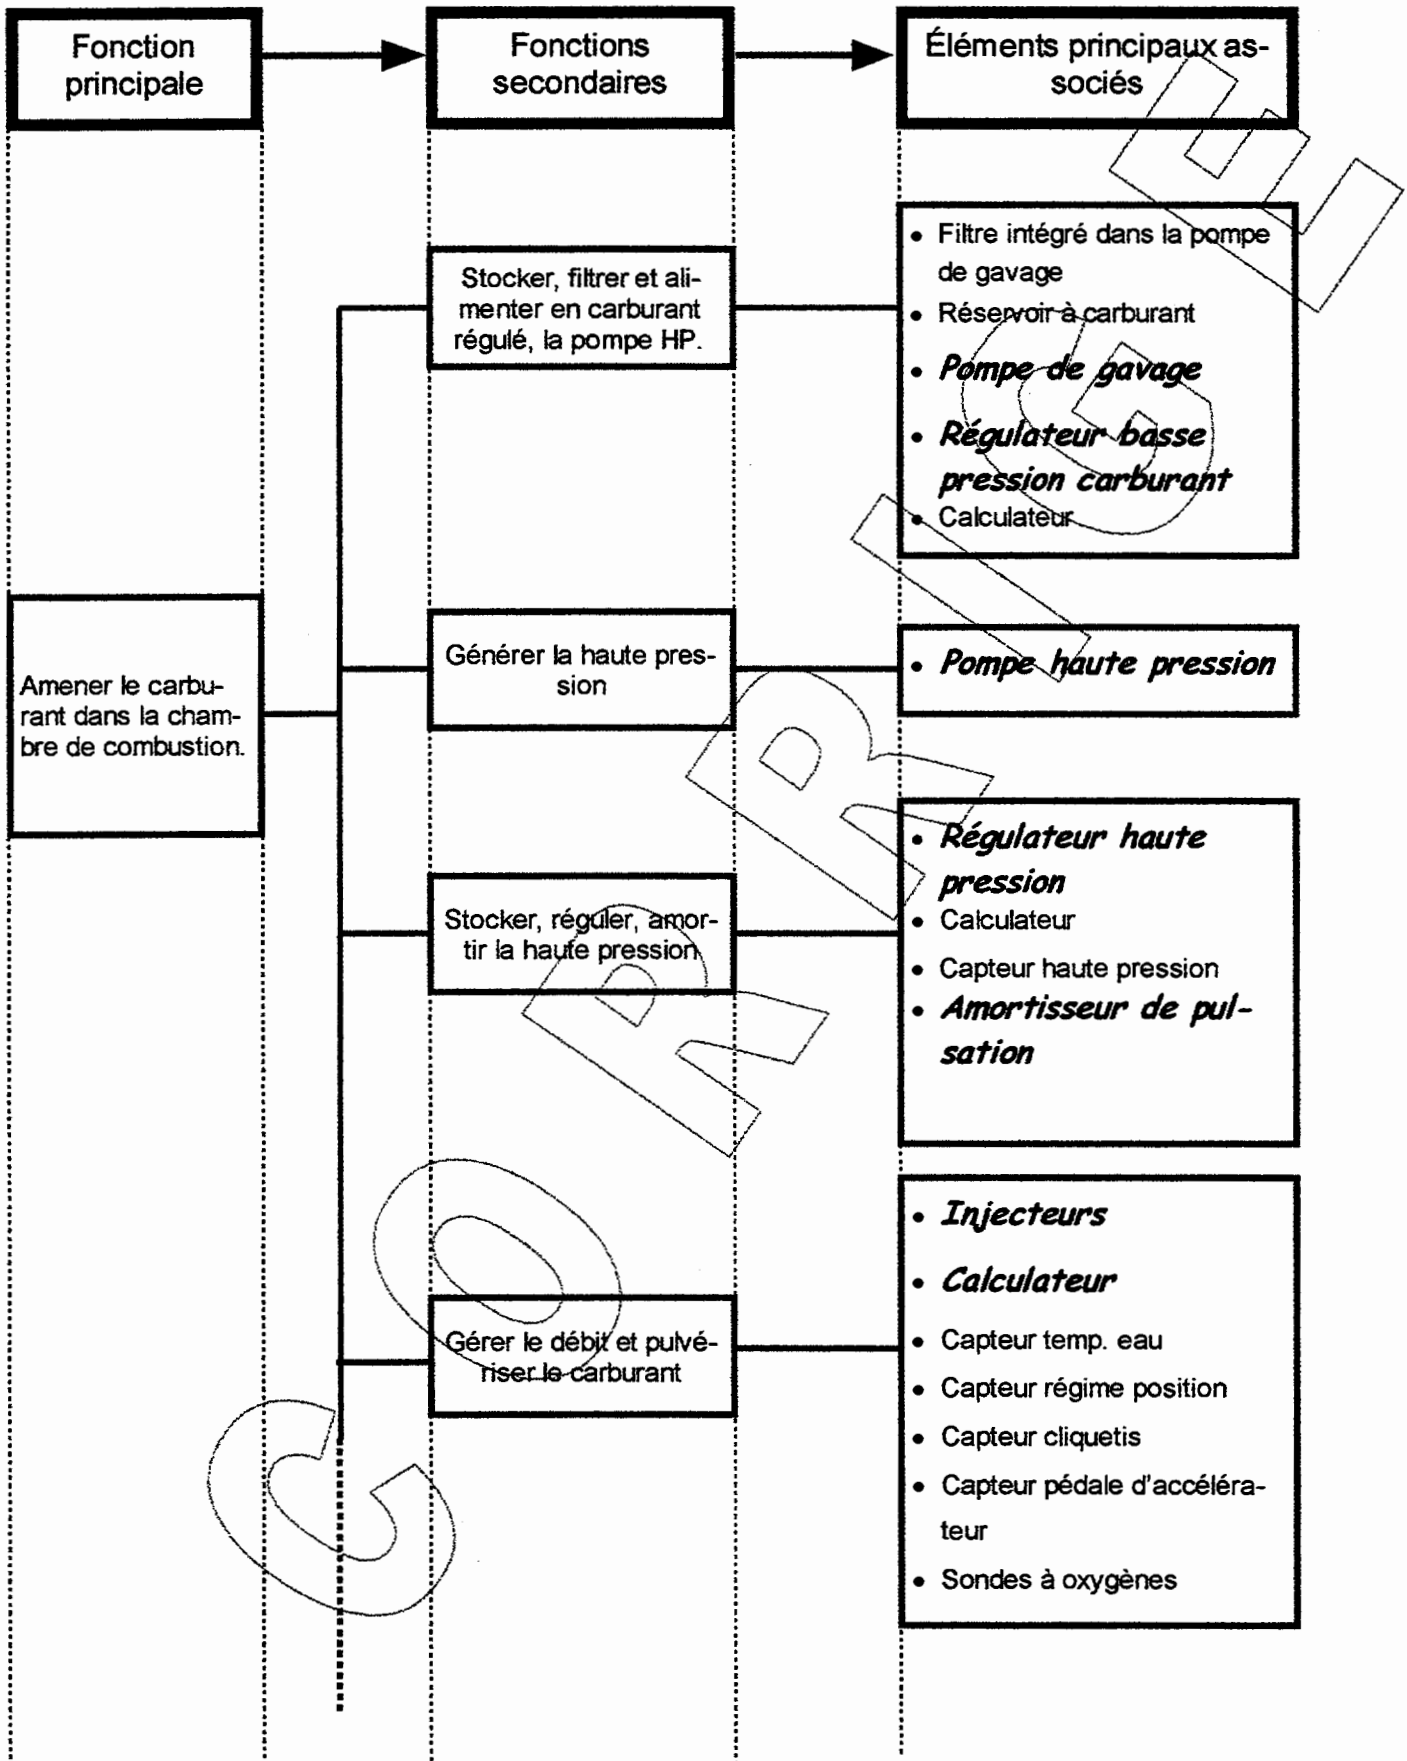 Fonction
principale
Fonctions
secondaires
Éléments principaux as-
sociés
Amener le carbu-
rant dans la cham-
bre de combustion.
Stocker, filtrer et ali-
menter en carburant
régulé, la pompe HP.
• Filtre intégré dans la pompe
de gavage
• Réservoir à carburant
• Pompe de gavage
• Régulateur basse
pression carburant
• Calculateur
Générer la haute pres-
sion
• Pompe haute pression
Stocker, réguler, amor-
tir la haute pression
• Régulateur haute
pression
• Calculateur
• Capteur haute pression
• Amortisseur de pul-
sation
Gérer le débit et pulvé-
riser le carburant
• Injecteurs
• Calculateur
• Capteur temp. eau
• Capteur régime position
• Capteur cliquetis
• Capteur pédale d'accéléra-
teur
• Sondes à oxygènes
CORRIGE